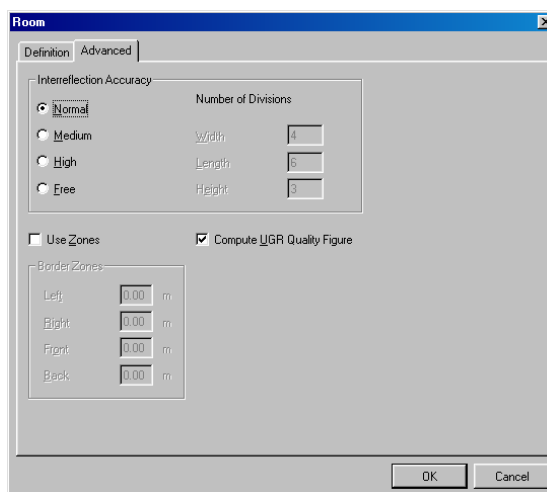 Room
Definition Advanced
Interreflection Accuracy
Normal
Medium
High
Free
Number of Divisions
Width 4
Length 6
Height 3
Use Zones
Compute UGR Quality Figure
Border Zones
Left 0.00 m
Right 0.00 m
Front 0.00 m
Back 0.00 m
OK Cancel